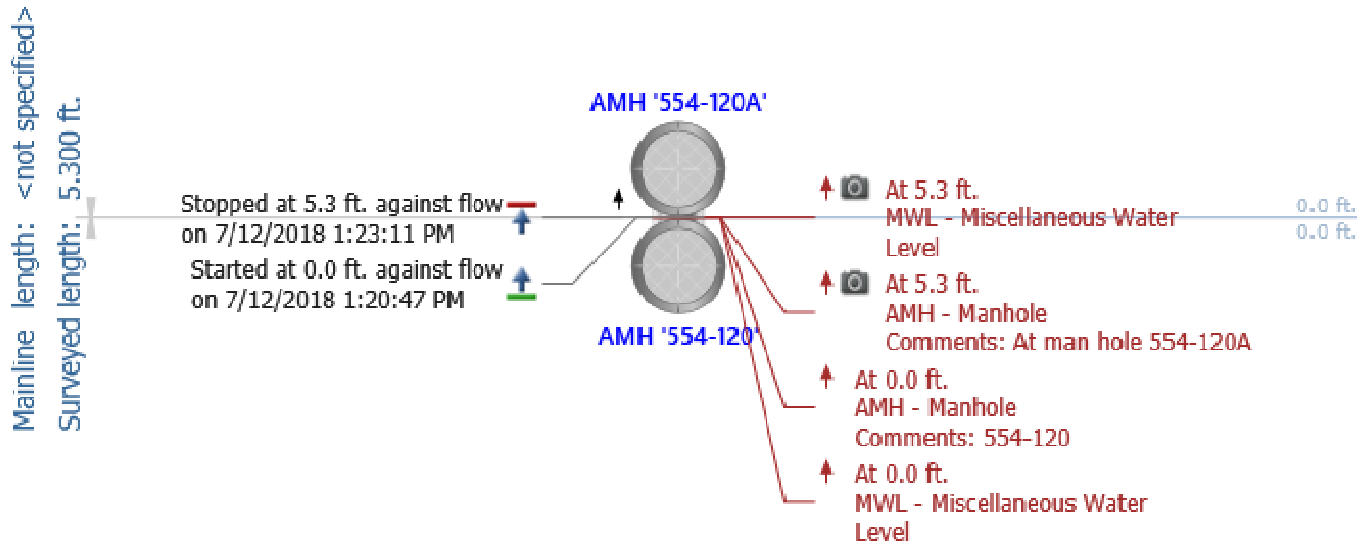 Mainline length: <not specified>
Surveyed length: 5.300 ft.
AMH '554-120A'
Stopped at 5.3 ft. against flow
on 7/12/2018 1:23:11 PM
Started at 0.0 ft. against flow
on 7/12/2018 1:20:47 PM
AMH '554-120'
At 5.3 ft.
MWL - Miscellaneous Water
Level
0.0 ft.
0.0 ft.
At 5.3 ft.
AMH - Manhole
Comments: At man hole 554-120A
At 0.0 ft.
AMH - Manhole
Comments: 554-120
At 0.0 ft.
MWL - Miscellaneous Water
Level